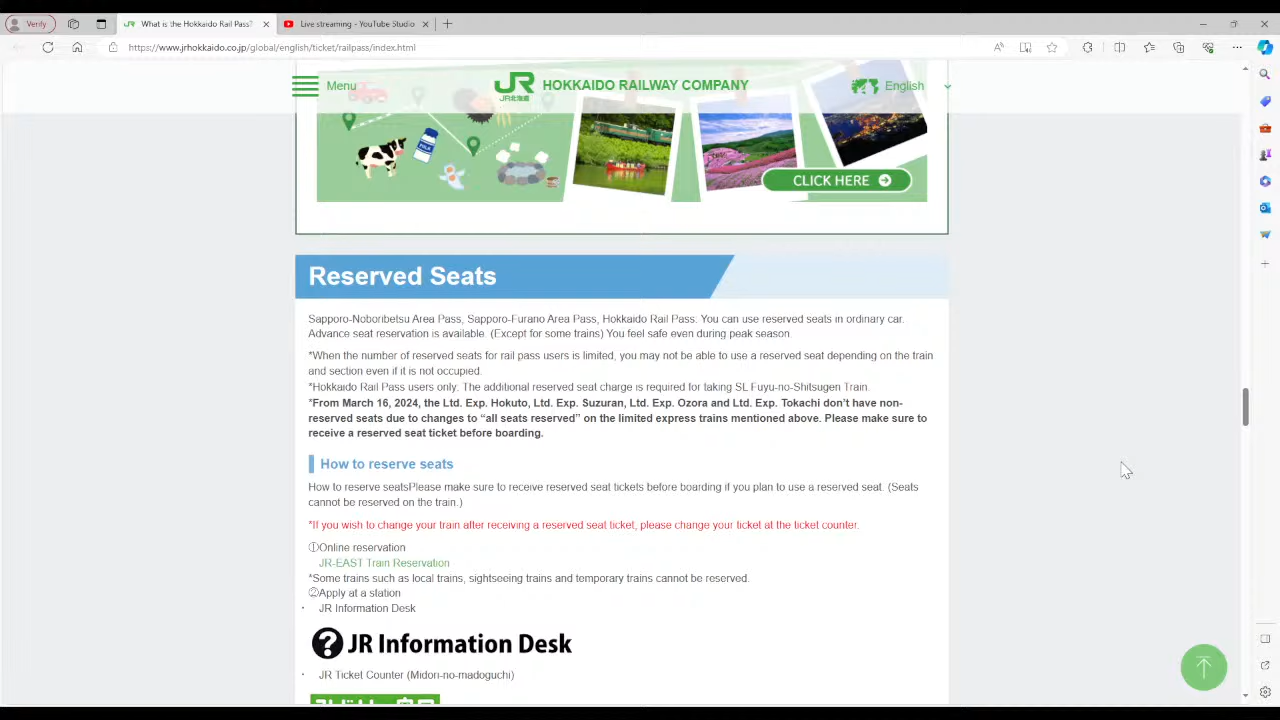 Verify
What is the Hokkaido Rail Pass?
Live streaming - YouTube Studio
https://www.jrhokkaido.co.jp/global/english/ticket/railpass/index.html
Menu
JR
JR北海道
HOKKAIDO RAILWAY COMPANY
English
MILK
CLICK HERE
Reserved Seats
Sapporo-Noboribetsu Area Pass, Sapporo-Furano Area Pass, Hokkaido Rail Pass: You can use reserved seats in ordinary car.
Advance seat reservation is available. (Except for some trains) You feel safe even during peak season.
*When the number of reserved seats for rail pass users is limited, you may not be able to use a reserved seat depending on the train
and section even if it is not occupied.
*Hokkaido Rail Pass users only: The additional reserved seat charge is required for taking SL Fuyu-no-Shitsugen Train.
*From March 16, 2024, the Ltd. Exp. Hokuto, Ltd. Exp. Suzuran, Ltd. Exp. Ozora and Ltd. Exp. Tokachi don't have non-
reserved seats due to changes to “all seats reserved” on the limited express trains mentioned above. Please make sure to
receive a reserved seat ticket before boarding.
How to reserve seats
How to reserve seatsPlease make sure to receive reserved seat tickets before boarding if you plan to use a reserved seat. (Seats
cannot be reserved on the train.)
*If you wish to change your train after receiving a reserved seat ticket, please change your ticket at the ticket counter.
①Online reservation
JR-EAST Train Reservation
*Some trains such as local trains, sightseeing trains and temporary trains cannot be reserved.
②Apply at a station
・ JR Information Desk
? JR Information Desk
・ JR Ticket Counter (Midori-no-madoguchi)